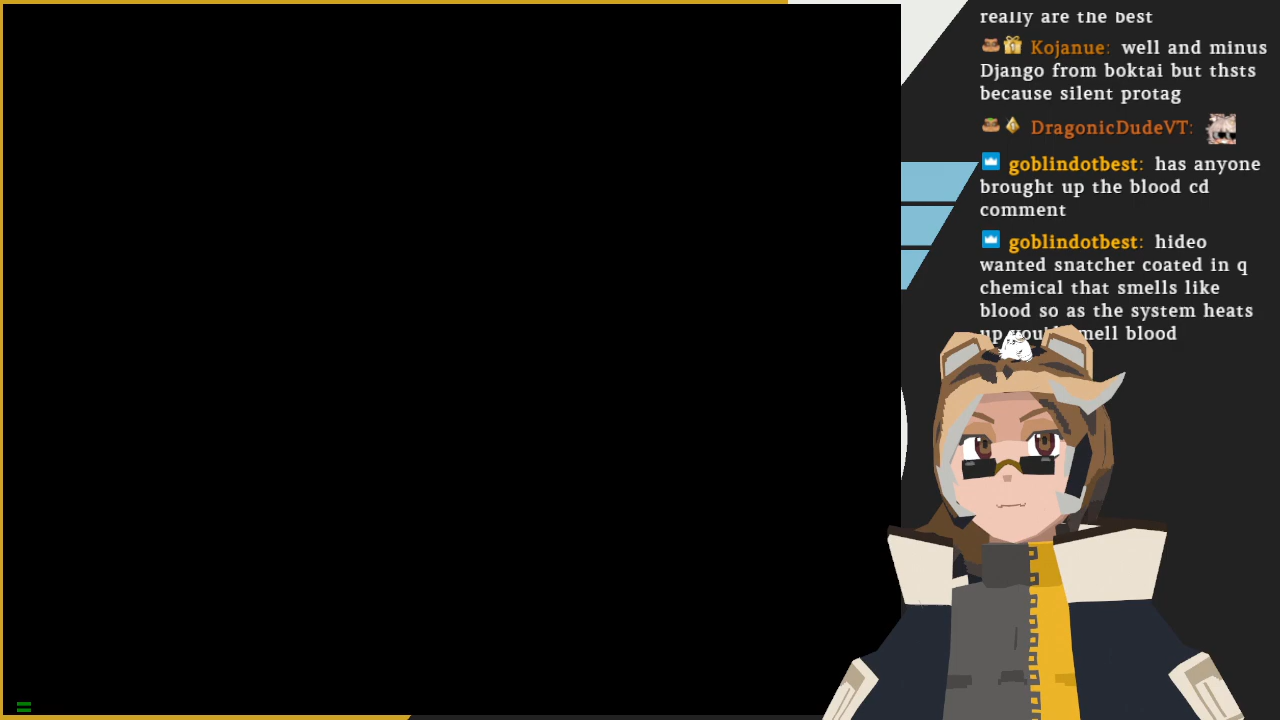 really are the best
Kojanue: well and minus
Django from boktai but thsts
because silent protag
DragonicDudeVT:
goblindotbest: has anyone
brought up the blood cd
comment
goblindotbest: hideo
wanted snatcher coated in q
chemical that smells like
blood so as the system heats
up smell blood